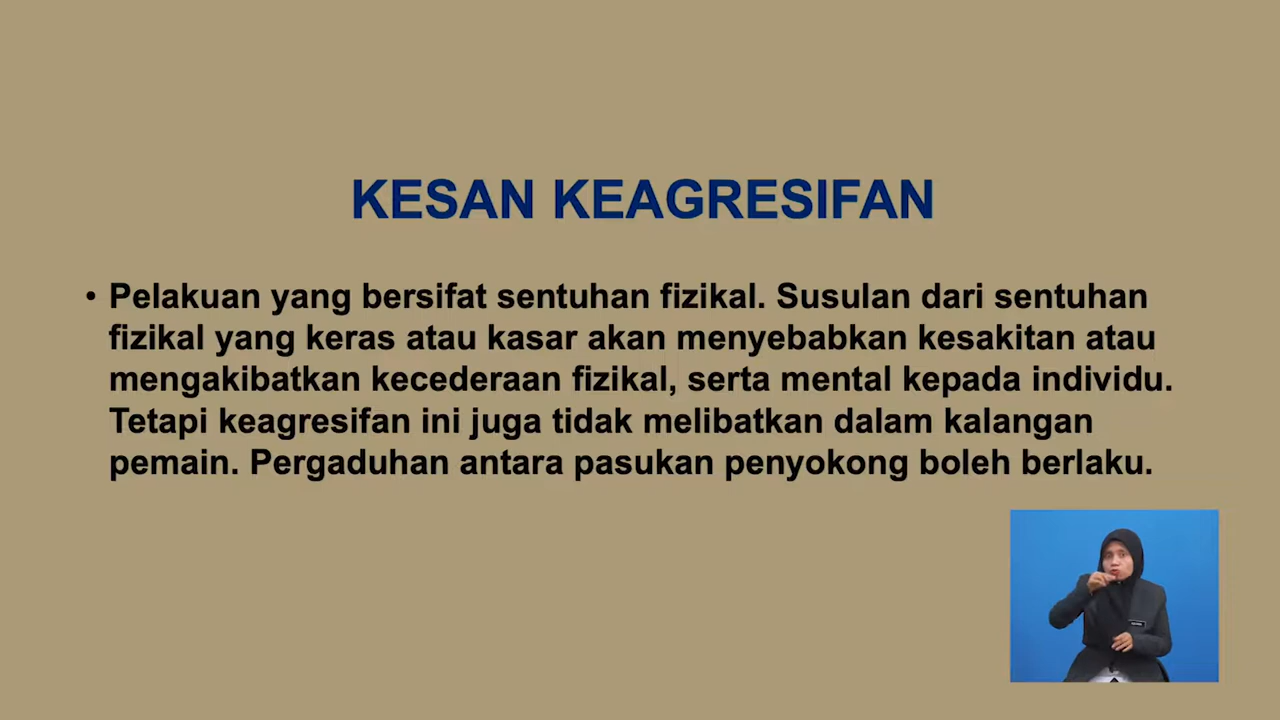 KESAN KEAGRESIFAN
• Pelakuan yang bersifat sentuhan fizikal. Susulan dari sentuhan
fizikal yang keras atau kasar akan menyebabkan kesakitan atau
mengakibatkan kecederaan fizikal, serta mental kepada individu.
Tetapi keagresifan ini juga tidak melibatkan dalam kalangan
pemain. Pergaduhan antara pasukan penyokong boleh berlaku.